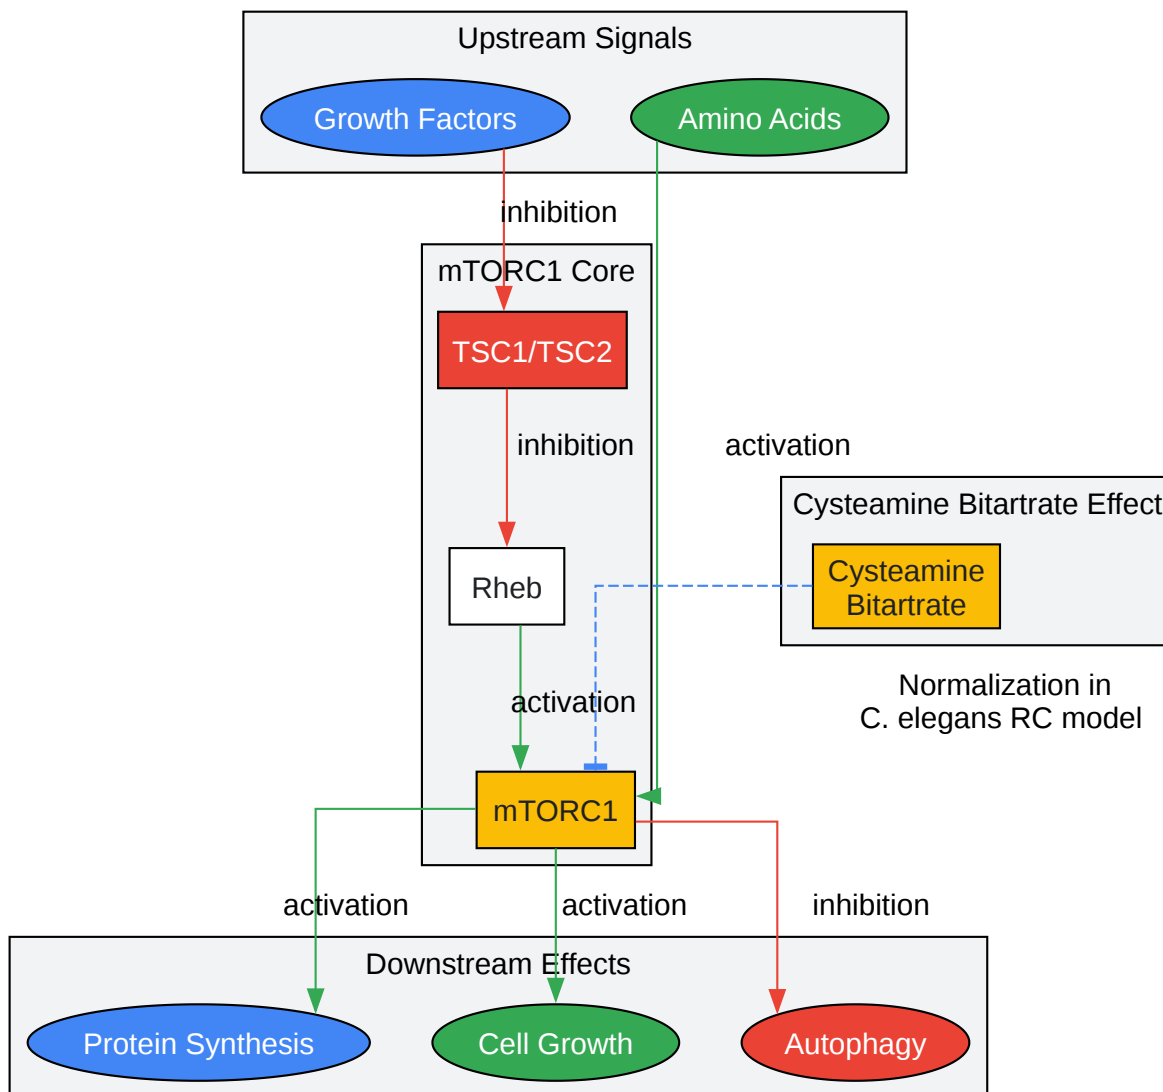 Upstream Signals
Growth Factors
Amino Acids
inhibition
mTORC1 Core
TSC1/TSC2
inhibition
activation
Cysteamine Bitartrate Effect
Cysteamine
Bitartrate
Rheb
Normalization in
C. elegans RC model
activation
mTORC1
activation
activation
inhibition
Downstream Effects
Protein Synthesis
Cell Growth
Autophagy